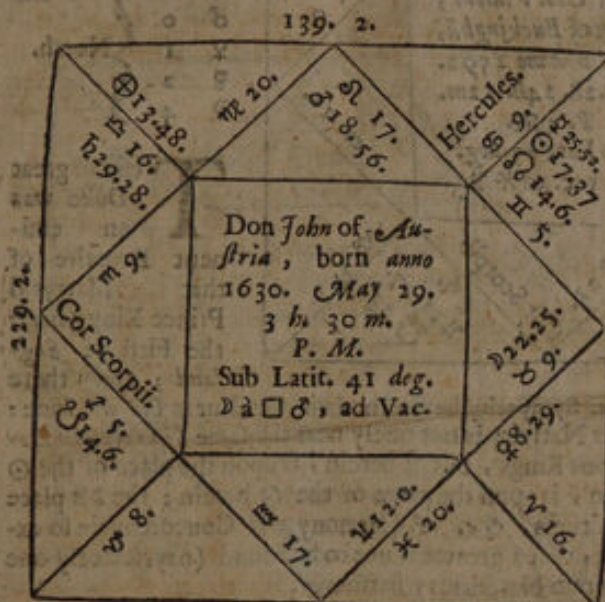 139. 2.
⊕13.48.
♎ 16.
♄29.28.
♍ 20.
♌ 17.
♂ 18.56.
Hercules.
♋ 9.
☿25.52.
☉17.37
☊14.6.
♊ 5.
Don John of Au-
ſtria, born anno
1630. May 29.
3 h. 30 m.
P. M.
Sub Latit. 41 deg.
☽ à □ ♂, ad Vac.
♏ 9.
229. 2.
Cor Scorpii.
♐ 5.
☋14.6.
☽22.25.
♉ 9.
♀8.29.
♑ 8.
♒ 17.
♃12.0.
♓ 20.
♈ 16.